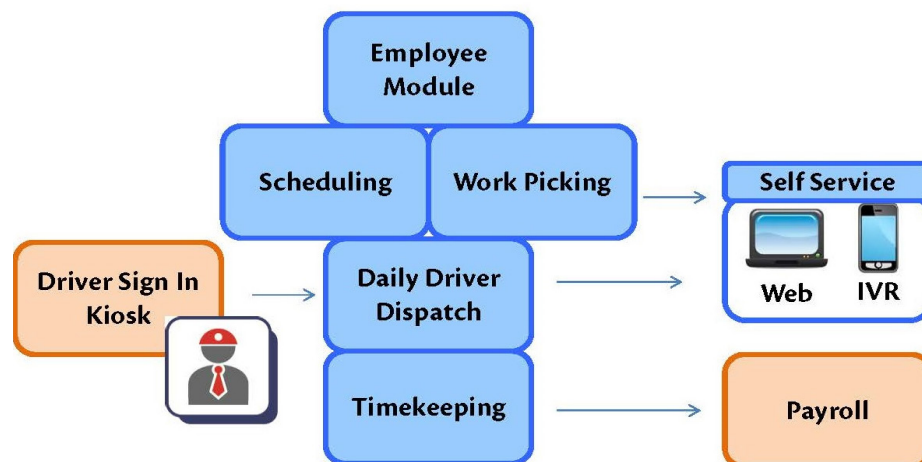 Employee
Module
Scheduling
Work Picking
Self Service
Web
IVR
Driver Sign In
Kiosk
Daily Driver
Dispatch
Timekeeping
Payroll